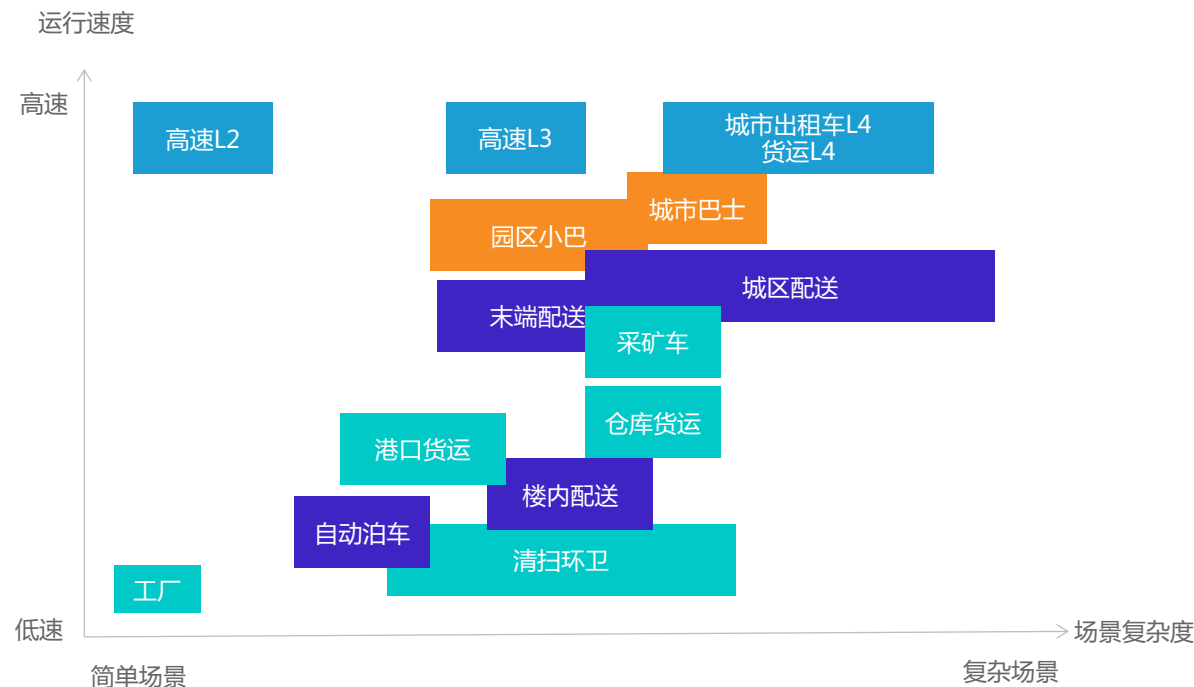 运行速度
高速
高速L2
高速L3
城市出租车L4
货运L4
城市巴士
园区小巴
城区配送
末端配送
采矿车
仓库货运
港口货运
楼内配送
自动泊车
清扫环卫
工厂
低速
场景复杂度
简单场景
复杂场景